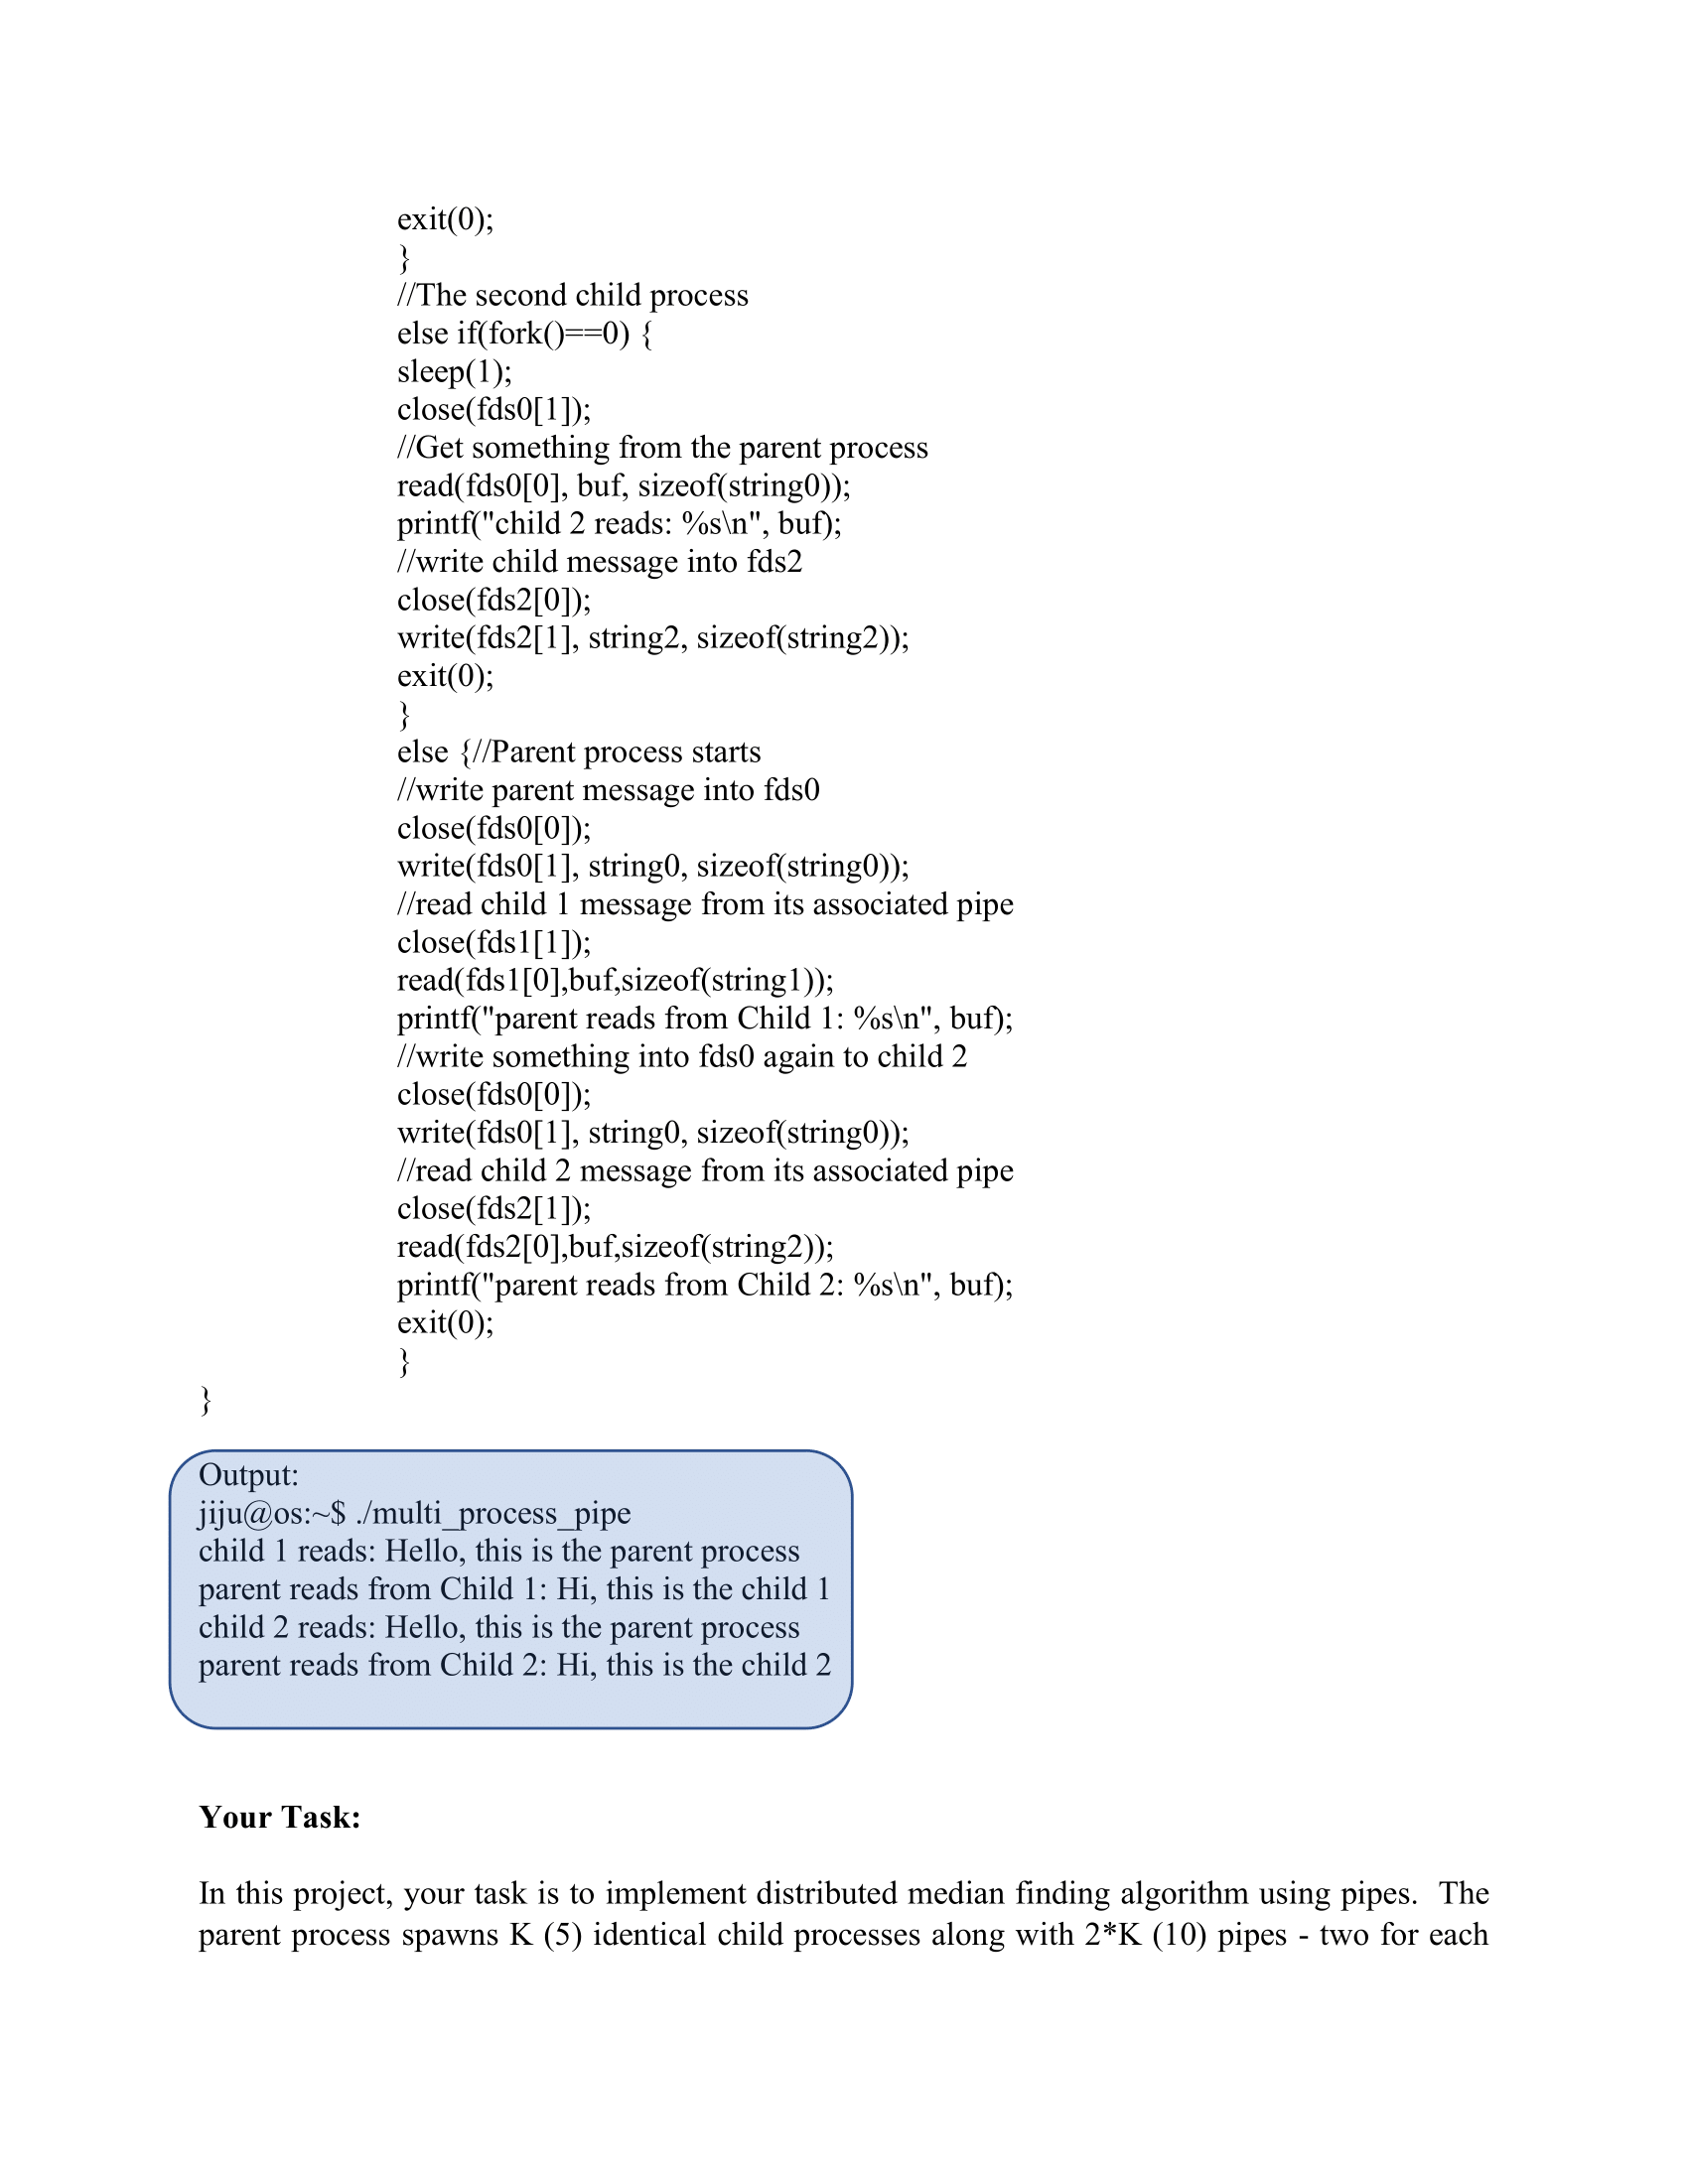 exit(0);
}
//The second child process
else if(fork()==0) {
sleep(1);
close(fds0[1]);
//Get something from the parent process
read(fds0[0], buf, sizeof(string0));
printf("child 2 reads: %s\n", buf);
//write child message into fds2
close(fds2[0]);
write(fds2[1], string2, sizeof(string2));
exit(0);
}
else {//Parent process starts
//write parent message into fds0
close(fds0[0]);
write(fds0[1], string0, sizeof(string0));
//read child 1 message from its associated pipe
close(fds1[1]);
read(fds1[0],buf,sizeof(string1));
printf("parent reads from Child 1: %s\n", buf);
//write something into fds0 again to child 2
close(fds0[0]);
write(fds0[1], string0, sizeof(string0));
//read child 2 message from its associated pipe
close(fds2[1]);
read(fds2[0],buf,sizeof(string2));
printf("parent reads from Child 2: %s\n", buf);
exit(0);
}
}
Output:
jiju@os:~$ ./multi_process_pipe
child 1 reads: Hello, this is the parent process
parent reads from Child 1: Hi, this is the child 1
child 2 reads: Hello, this is the parent process
parent reads from Child 2: Hi, this is the child 2
Your Task:
In this project, your task is to implement distributed median finding algorithm using pipes. The
parent process spawns K (5) identical child processes along with 2*K (10) pipes - two for each